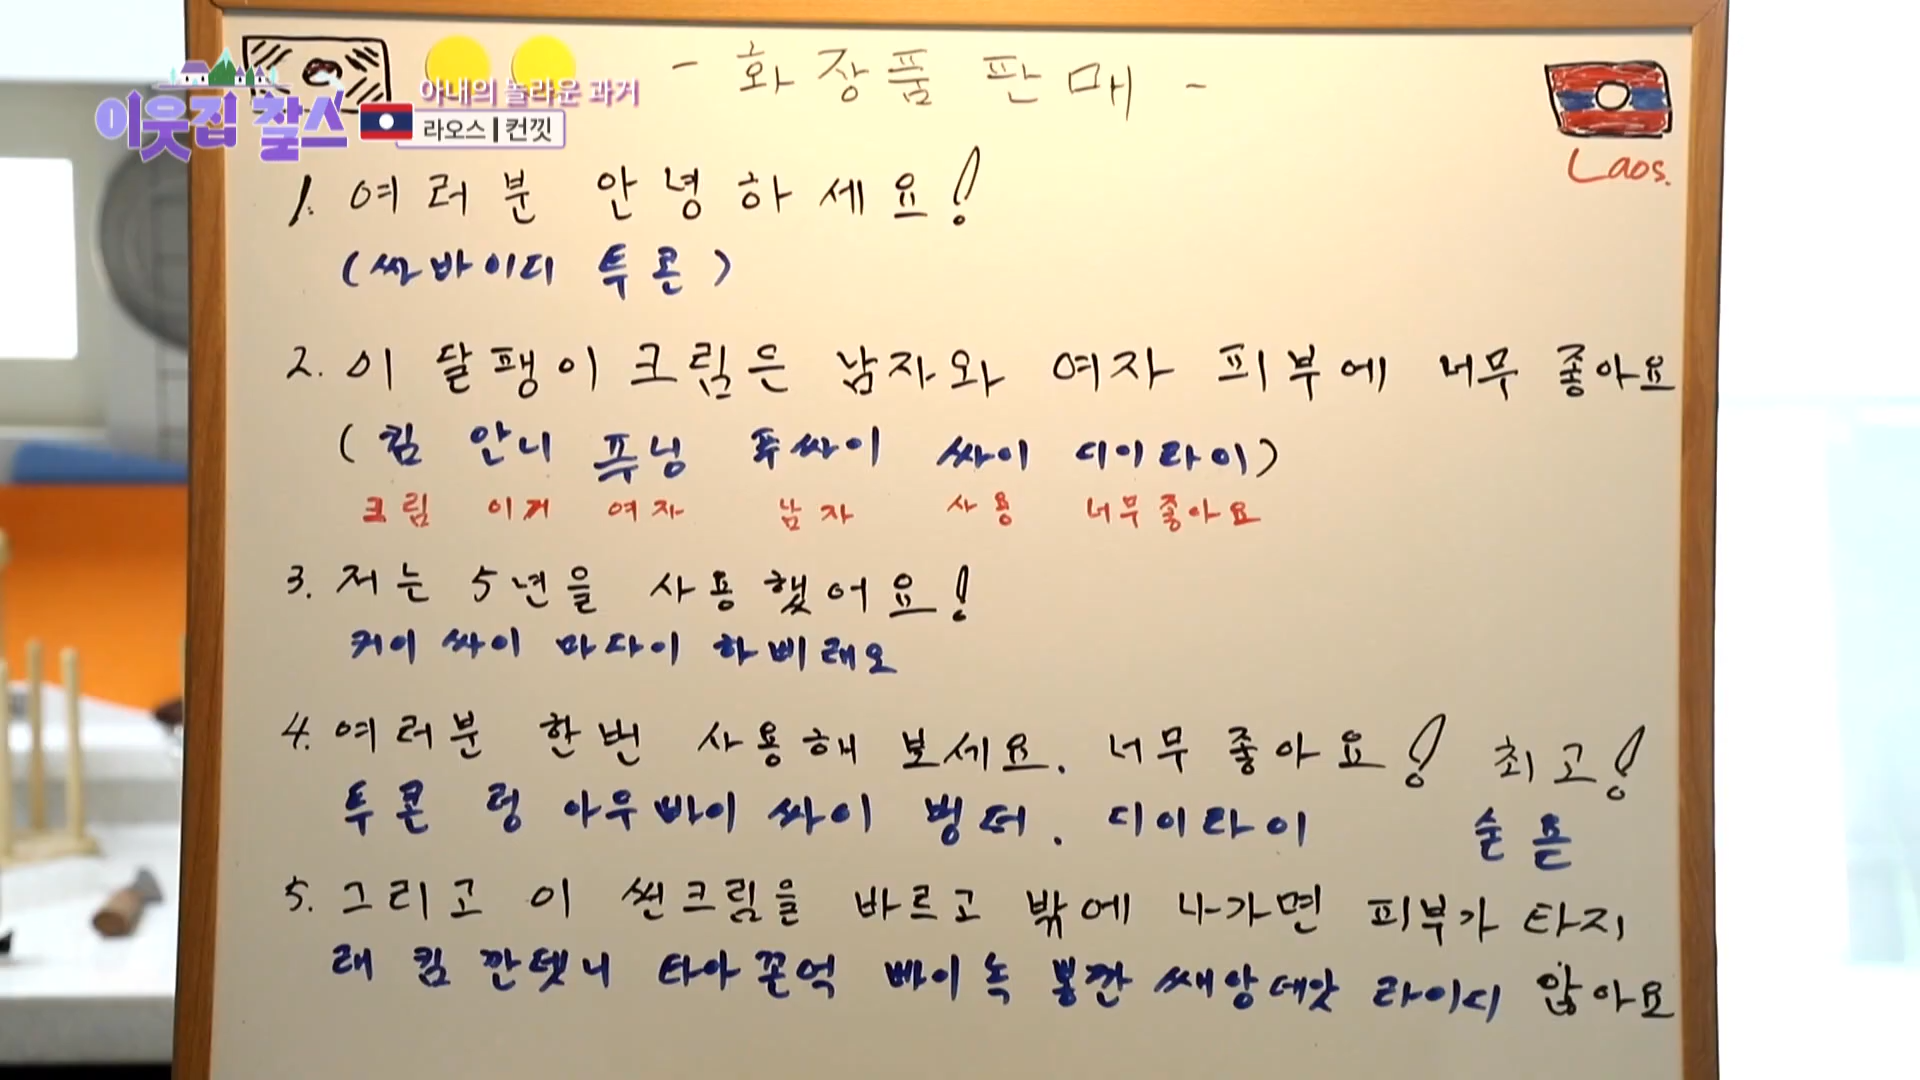 이웃집 찰스
아내의 놀라운 과거
라오스 | 컨낏
- 화장품 판매 -
Laos.
1. 여러분 안녕하세요!
(싸바이디 투콘)
2. 이 달팽이크림은 남자와 여자 피부에 너무 좋아요
(킴 안니 푸닝 푸싸이 싸이 디이라이)
크림 이거 여자 남자 사용 너무좋아요
3. 저는 5년을 사용했어요!
커이 싸이 마다이 하삐래오
4. 여러분 한번 사용해 보세요. 너무 좋아요! 최고!
투콘 렁 아우빠이 싸이 벙더. 디이라이 숟욛
5. 그리고 이 썬크림을 바르고 밖에 나가면 피부가 타지
래 킴 깐뎃니 타아 꼰억 빠이녹 뽕깐 쌔앙데앗 라이디 않아요